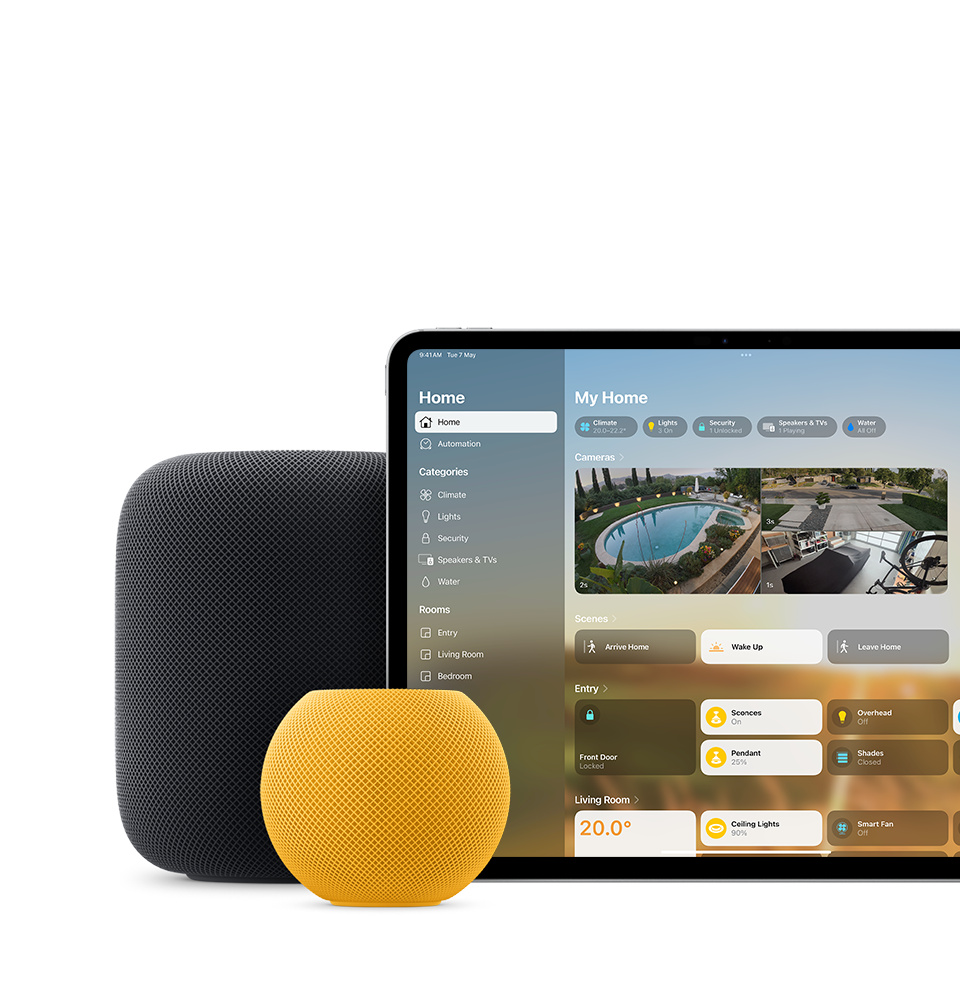 9:41 AM Tue 7 May
Home
Home
Automation
Categories
Climate
Lights
Security
Speakers & TVs
Water
Rooms
Entry
Living Room
Bedroom
My Home
Climate
20.0–22.2°
Lights
3 On
Security
1 Unlocked
Speakers & TVs
1 Playing
Water
All Off
Cameras
2s
3s
1s
Scenes
Arrive Home
Wake Up
Leave Home
Entry
Front Door
Locked
Sconces
On
Overhead
Off
Pendant
25%
Shades
Closed
Living Room
20.0°
Ceiling Lights
90%
Smart Fan
Off